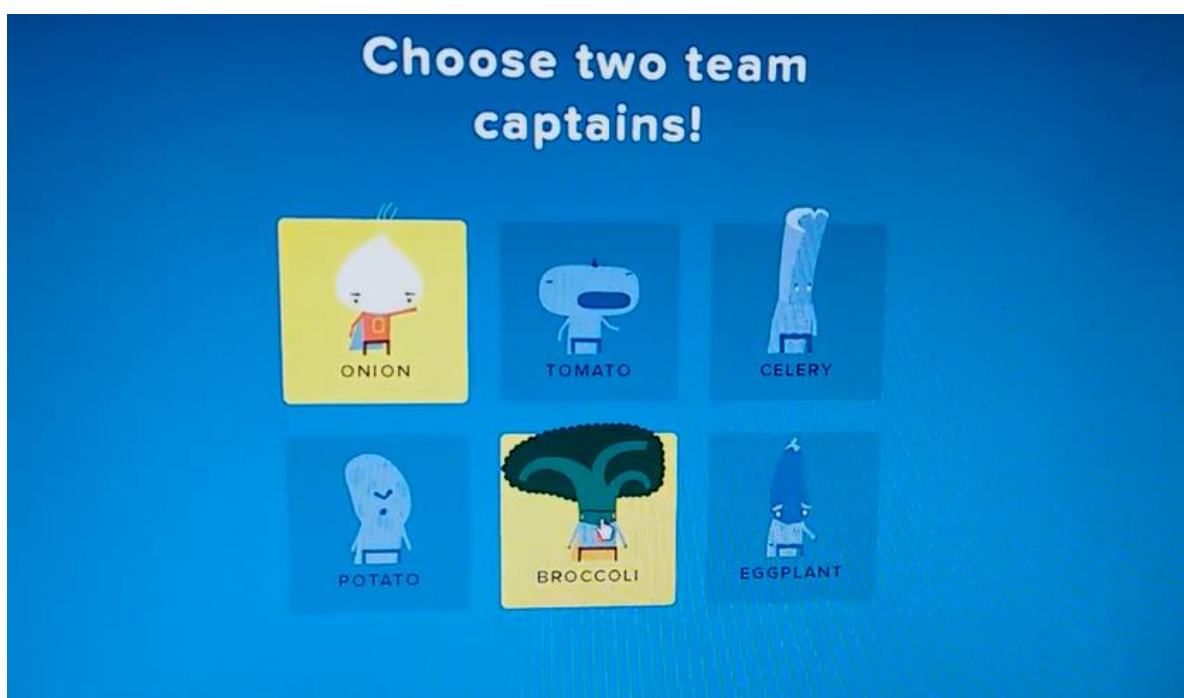 Choose two team
captains!
ONION
TOMATO
CELERY
POTATO
BROCCOLI
EGGPLANT